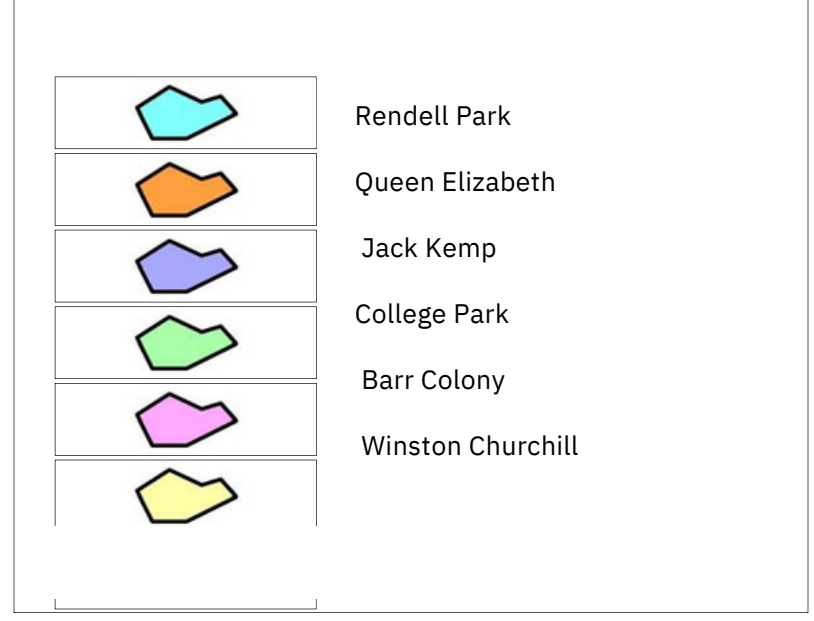 Rendell Park
Queen Elizabeth
Jack Kemp
College Park
Barr Colony
Winston Churchill